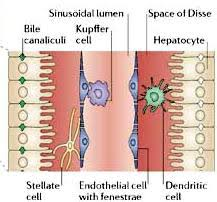 Sinusoidal lumen
Space of Disse
Bile
canaliculi
Kupffer
cell
Hepatocyte
Stellate
cell
Endothelial cell
with fenestrae
Dendritic
cell